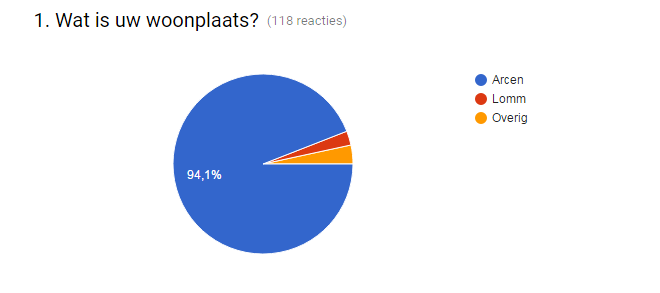 1. Wat is uw woonplaats? (118 reacties)
Arcen
Lomm
Overig
94,1%